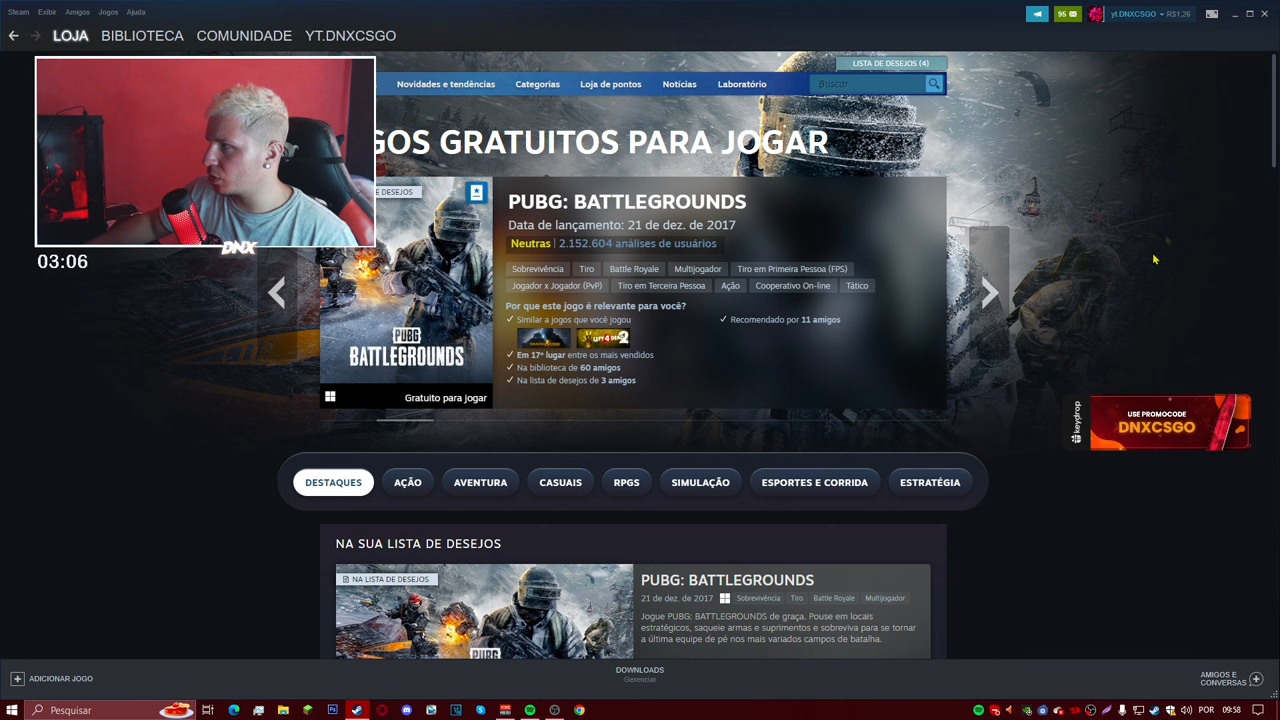 Steam Exibir Amigos Jogos Ajuda
95
yt.DNXCSGO R$1,26
LOJA BIBLIOTECA COMUNIDADE YT.DNXCSGO
LISTA DE DESEJOS (4)
Novidades e tendências Categorias Loja de pontos Notícias Laboratório Buscar
GOS GRATUITOS PARA JOGAR
E DESEJOS
PUBG: BATTLEGROUNDS
Data de lançamento: 21 de dez. de 2017
Neutras | 2.152.604 análises de usuários
DNX
03:06
Sobrevivência Tiro Battle Royale Multijogador Tiro em Primeira Pessoa (FPS)
Jogador x Jogador (PvP) Tiro em Terceira Pessoa Ação Cooperativo On-line Tático
Por que este jogo é relevante para você?
Similar a jogos que você jogou
Recomendado por 11 amigos
LEFT 4 DEAD 2
Em 17º lugar entre os mais vendidos
Na biblioteca de 60 amigos
Na lista de desejos de 3 amigos
PUBG
BATTLEGROUNDS
Gratuito para jogar
keydrop
USE PROMOCODE
DNXCSGO
DESTAQUES AÇÃO AVENTURA CASUAIS RPGS SIMULAÇÃO ESPORTES E CORRIDA ESTRATÉGIA
NA SUA LISTA DE DESEJOS
NA LISTA DE DESEJOS
PUBG: BATTLEGROUNDS
21 de dez. de 2017 Sobrevivência Tiro Battle Royale Multijogador
Jogue PUBG: BATTLEGROUNDS de graça. Pouse em locais
estratégicos, saqueie armas e suprimentos e sobreviva para se tornar
a última equipe de pé nos mais variados campos de batalha.
PUBG
ADICIONAR JOGO
DOWNLOADS
Gerenciar
AMIGOS E
CONVERSAS
Pesquisar
POR 09:58